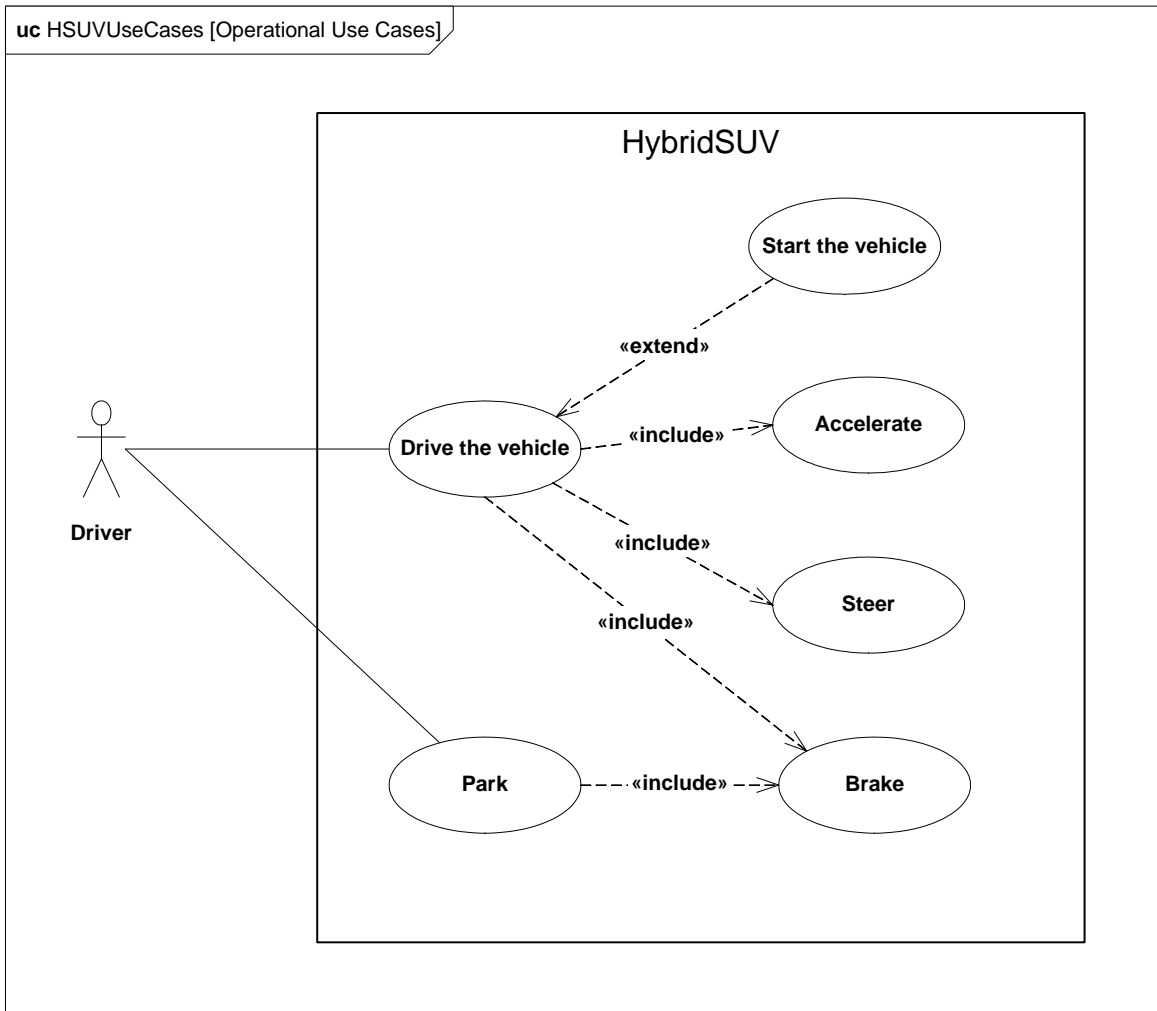 uc HSUVUseCases [Operational Use Cases]
HybridSUV
Start the vehicle
«extend»
Accelerate
«include»
Drive the vehicle
Driver
«include»
Steer
«include»
Park
«include»
Brake